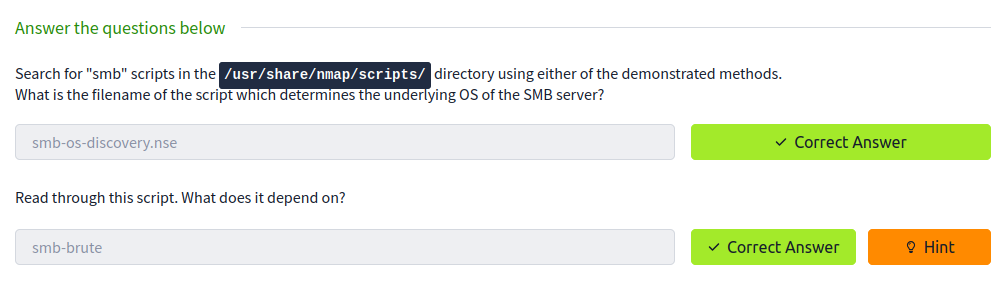 Answer the questions below
Search for "smb" scripts in the /usr/share/nmap/scripts/ directory using either of the demonstrated methods.
What is the filename of the script which determines the underlying OS of the SMB server?
smb-os-discovery.nse
Correct Answer
Read through this script. What does it depend on?
smb-brute
Correct Answer
Hint